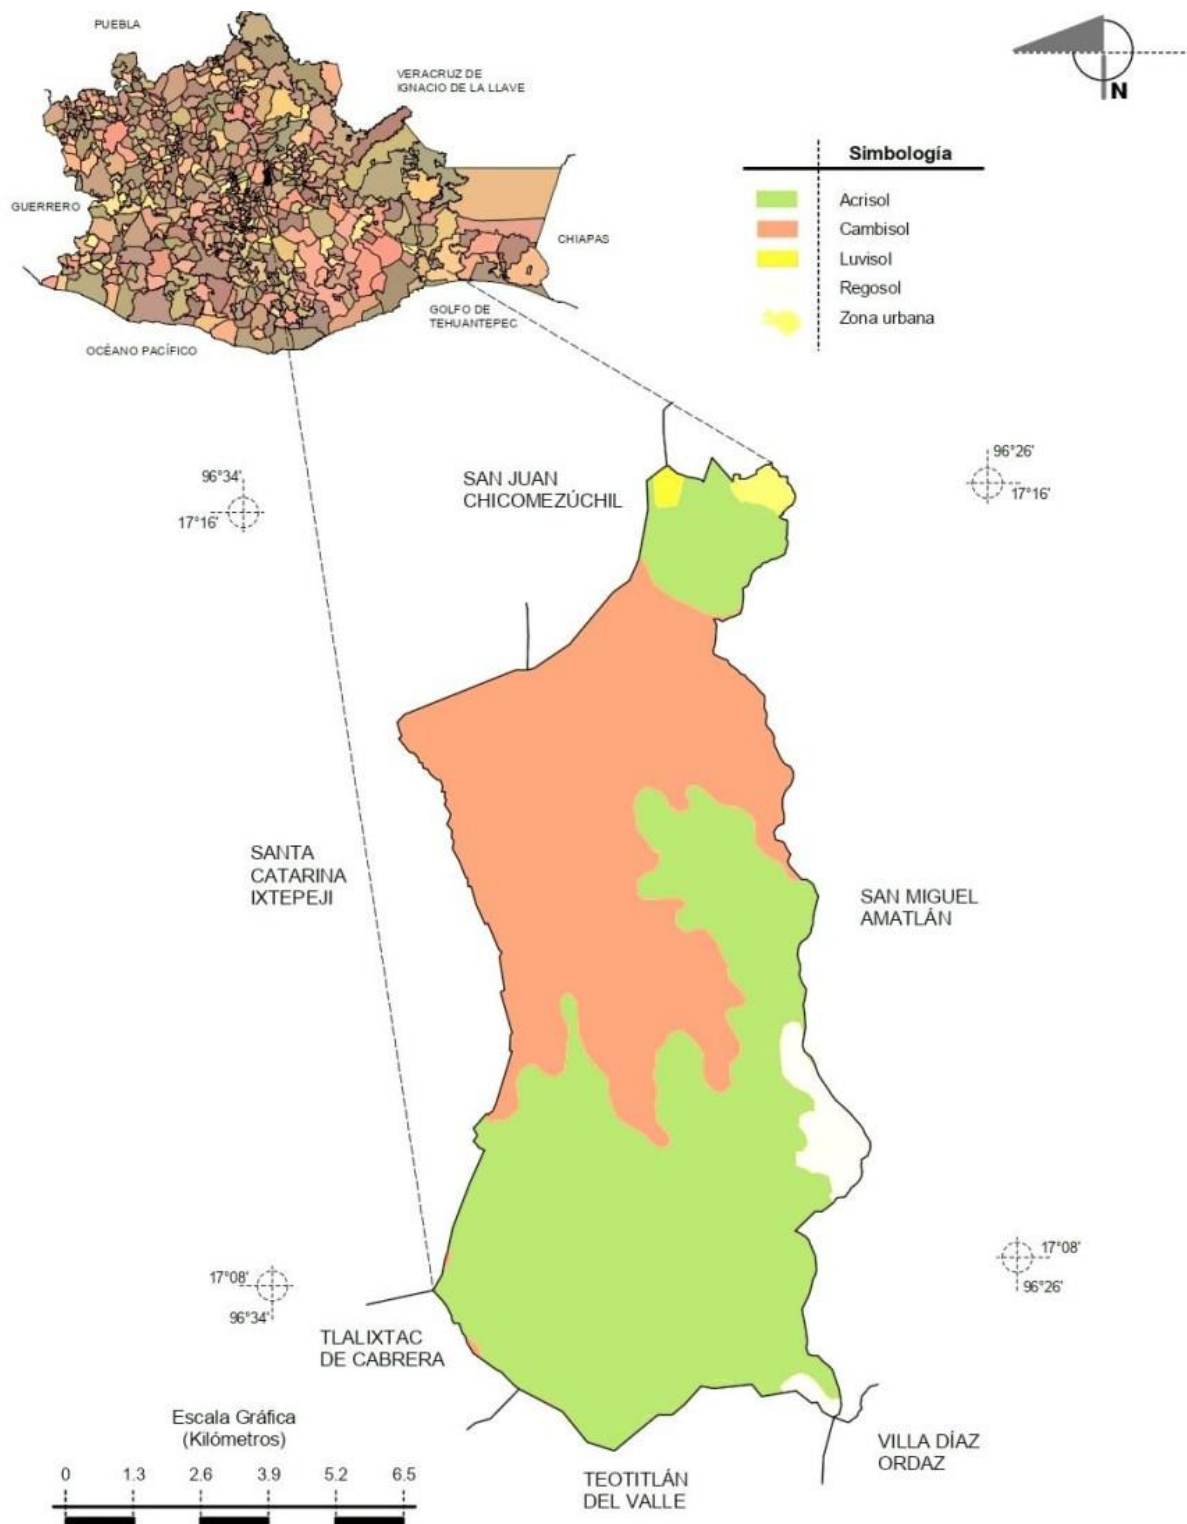 PUEBLA
VERACRUZ DE
IGNACIO DE LA LLAVE
GUERRERO
CHIAPAS
GOLFO DE
TEHUANTEPEC
OCÉANO PACÍFICO
N
Simbología
Acrisol
Cambisol
Luvisol
Regosol
Zona urbana
96°34'
17°16'
SAN JUAN
CHICOMEZÚCHIL
96°26'
17°16'
SANTA
CATARINA
IXTEPEJI
SAN MIGUEL
AMATLÁN
17°08'
96°34'
17°08'
96°26'
TLALIXTAC
DE CABRERA
Escala Gráfica
(Kilómetros)
0 1.3 2.6 3.9 5.2 6.5
TEOTITLÁN
DEL VALLE
VILLA DÍAZ
ORDAZ